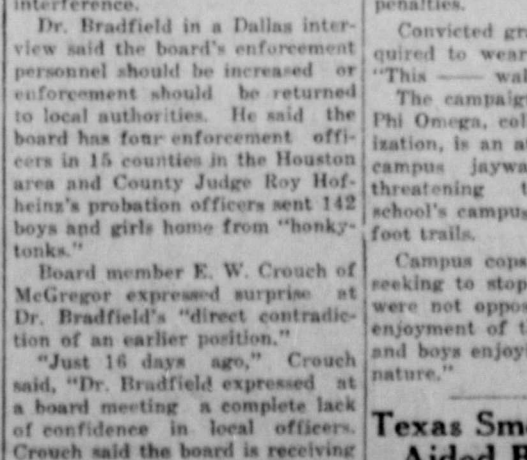 interference.
Dr. Bradfield in a Dallas inter-
view said the board's enforcement
personnel should be increased or
enforcement should be returned
to local authorities. He said the
board has four enforcement offi-
cers in 15 counties in the Houston
area and County Judge Roy Hof-
heinz's probation officers sent 142
boys and girls home from "honky-
tonks."
Board member E. W. Crouch of
McGregor expressed surprise at
Dr. Bradfield's "direct contradic-
tion of an earlier position."
"Just 16 days ago," Crouch
said, "Dr. Bradfield expressed at
a board meeting a complete lack
of confidence in local officers.
Crouch said the board is receiving
penalties.
Convicted gr
quired to wear
"This —— wa
The campaig
Phi Omega, col
ization, is an a
campus jaywa
threatening t
school's campu
foot trails.
Campus cops
seeking to stop
were not oppos
enjoyment of t
and boys enjoyi
nature."
Texas Sm
Aided